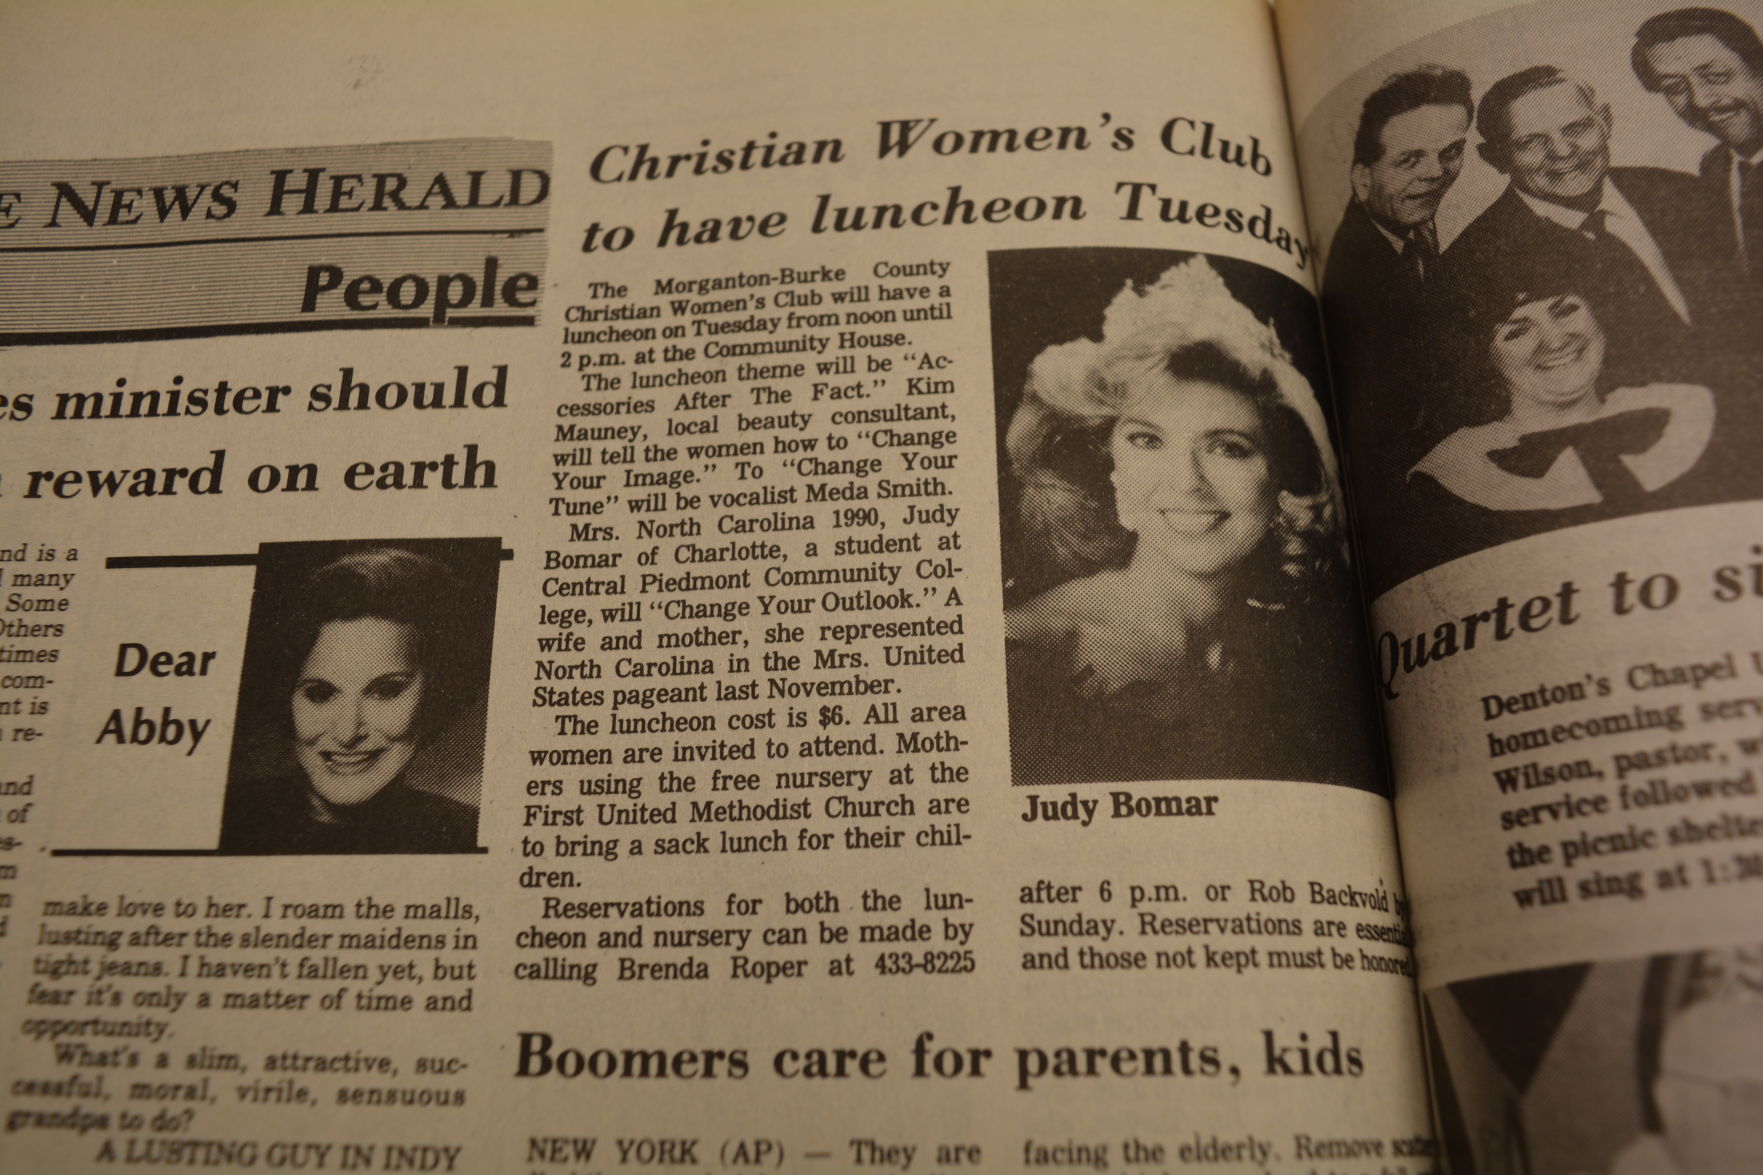 NEWS HERALD
People
es minister should
reward on earth
nd is a
many
Some
Others
times
com-
nt is
re-
and
of
es-
Dear
Abby
make love to her. I roam the malls,
lusting after the slender maidens in
tight jeans. I haven't fallen yet, but
fear it's only a matter of time and
opportunity.
What's a slim, attractive, suc-
cessful, moral, virile, sensuous
grandpa to do?
A LUSTING GUY IN INDY
Christian Women's Club
to have luncheon Tuesday
The Morganton-Burke County
Christian Women's Club will have a
luncheon on Tuesday from noon until
2 p.m. at the Community House.
The luncheon theme will be "Ac-
cessories After The Fact." Kim
Mauney, local beauty consultant,
will tell the women how to "Change
Your Image." To "Change Your
Tune" will be vocalist Meda Smith.
Mrs. North Carolina 1990, Judy
Bomar of Charlotte, a student at
Central Piedmont Community Col-
lege, will "Change Your Outlook." A
wife and mother, she represented
North Carolina in the Mrs. United
States pageant last November.
The luncheon cost is $6. All area
women are invited to attend. Moth-
ers using the free nursery at the
First United Methodist Church are
to bring a sack lunch for their chil-
dren.
Reservations for both the lun-
cheon and nursery can be made by
calling Brenda Roper at 433-8225
Judy Bomar
after 6 p.m. or Rob Backvold by
Sunday. Reservations are essential
and those not kept must be honored
Boomers care for parents, kids
NEW YORK (AP) — They are
facing the elderly. Remove
Quartet to si
Denton's Chapel
homecoming serv
Wilson, pastor, w
service followed
the picnic shelte
will sing at 1:30